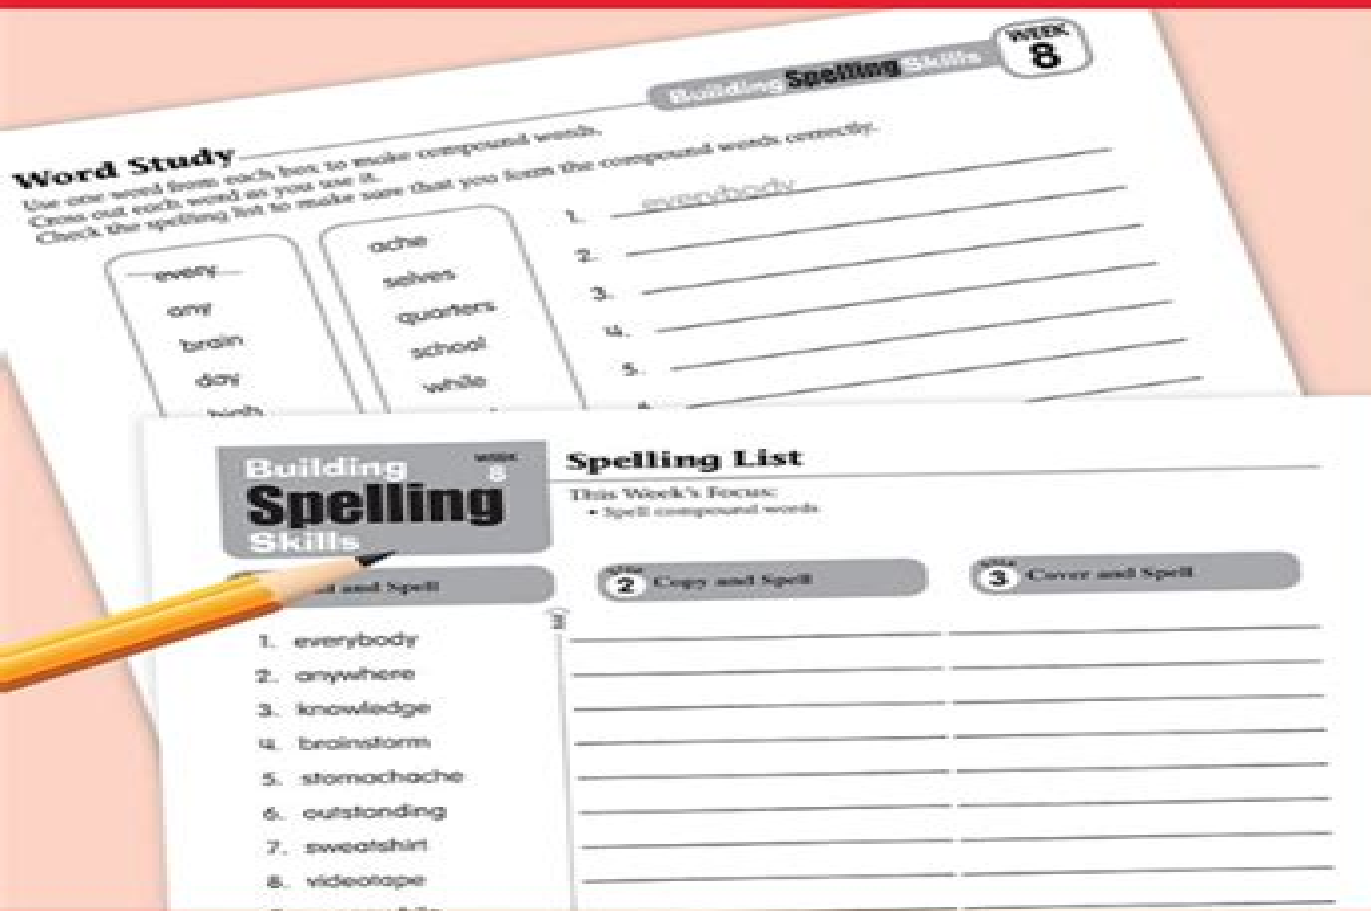 WEEK
8
Building Spelling Skills
Word Study
Use one word from each box to make compound words.
Cross out each word as you use it.
Check the spelling list to make sure that you form the compound words correctly.
every
any
brain
day
high
ache
selves
quarters
school
while
1. everybody
2.
3.
4.
5.
Building
Spelling
Skills
WEEK
8
Spelling List
This Week's Focus:
• Spell compound words
and Spell
2 Copy and Spell
3 Cover and Spell
1. everybody
2. anywhere
3. knowledge
4. brainstorm
5. stomachache
6. outstanding
7. sweatshirt
8. videotape